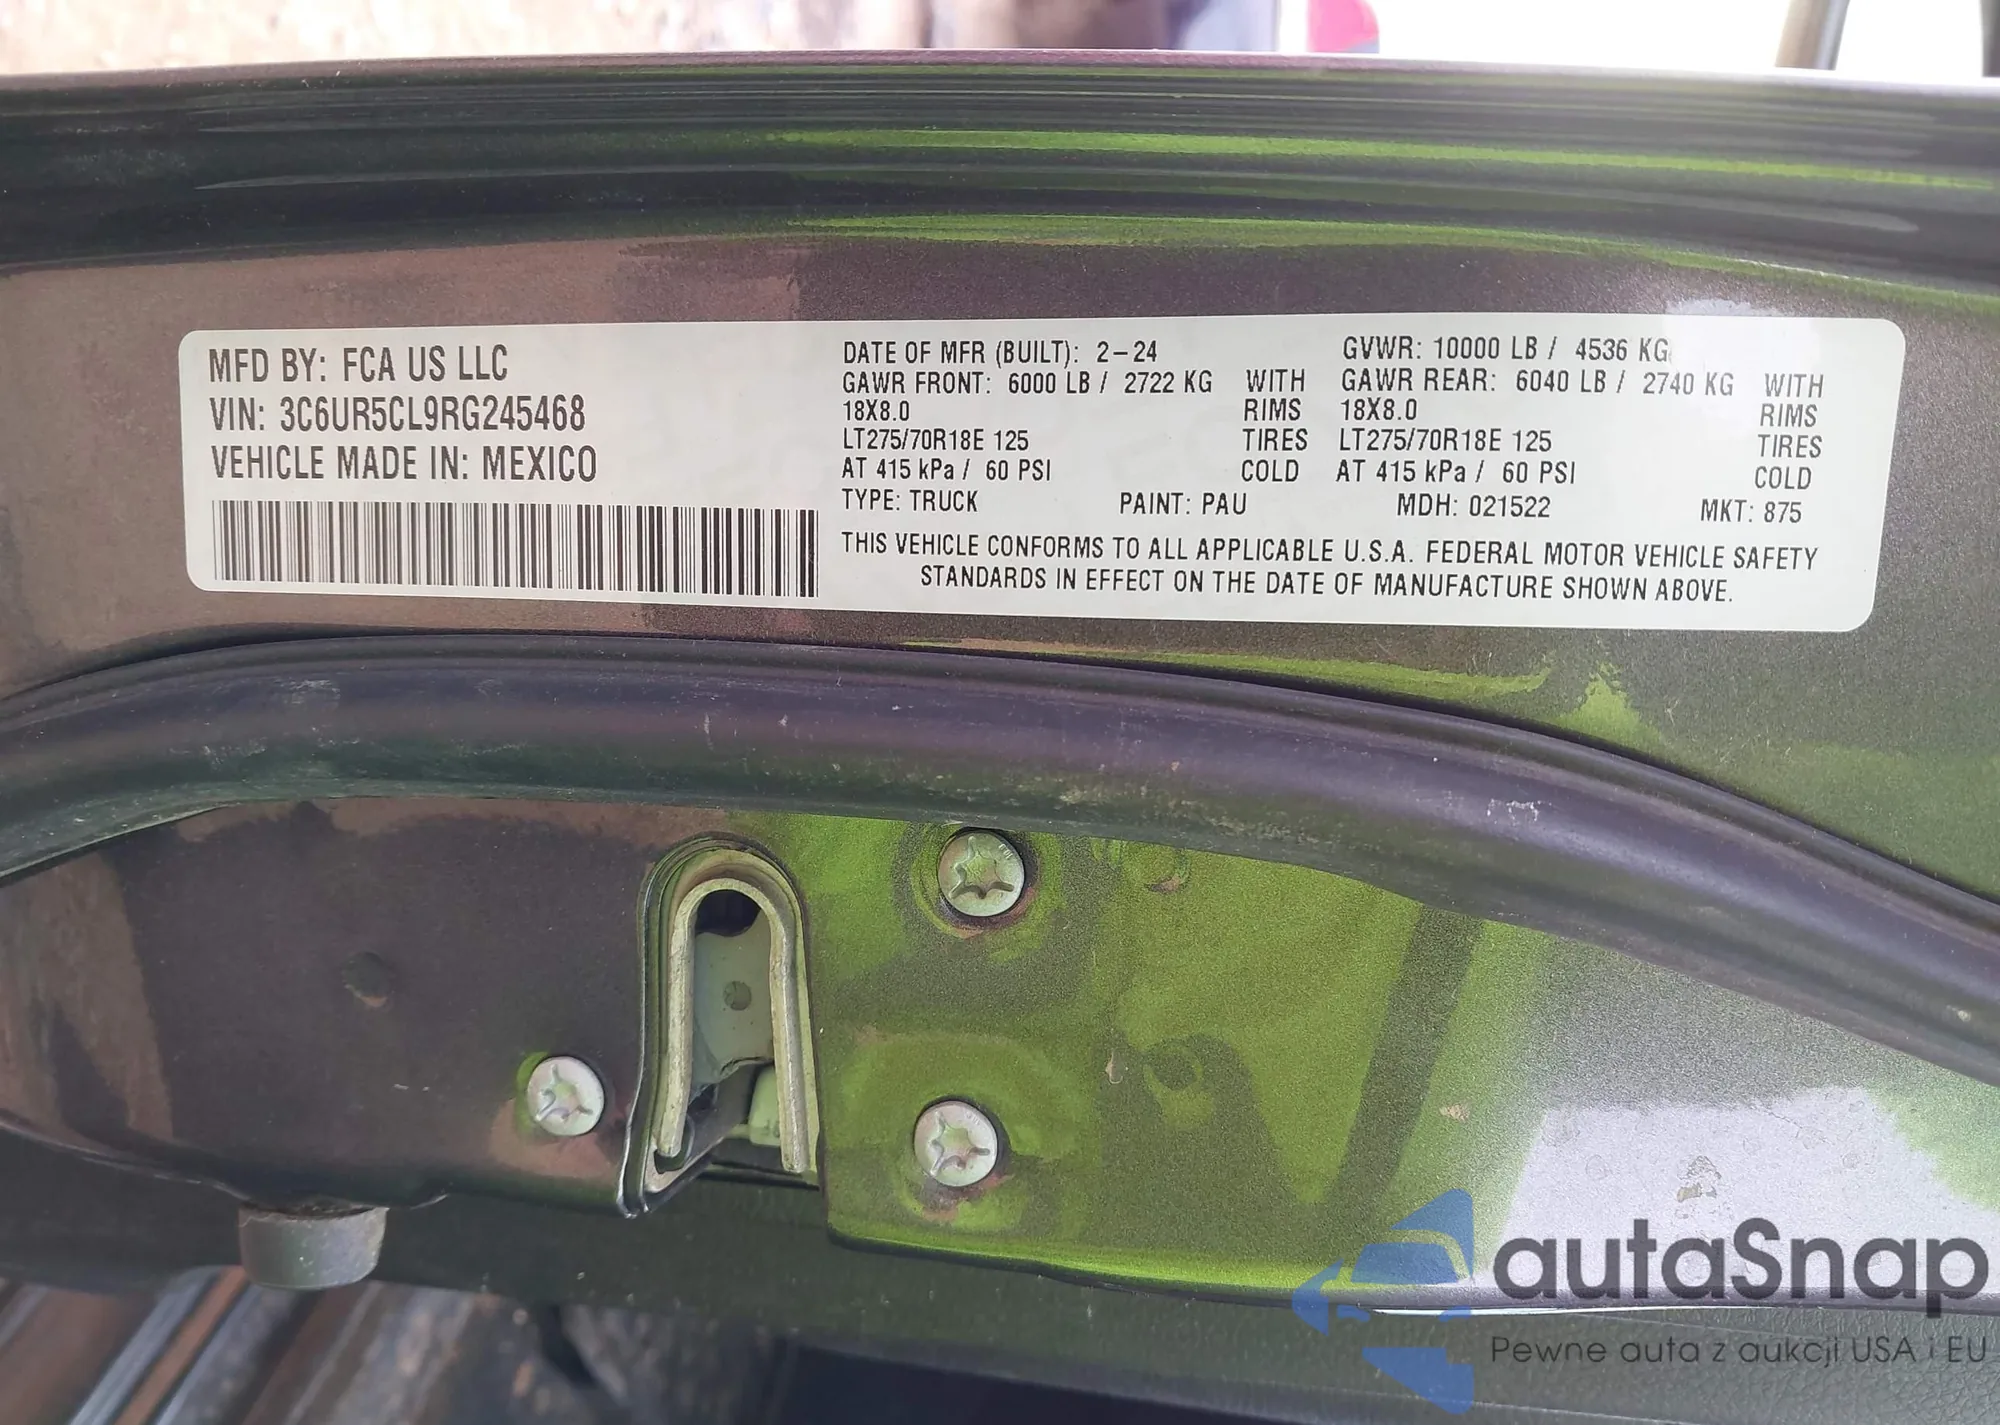 MFD BY: FCA US LLC
VIN: 3C6UR5CL9RG245468
VEHICLE MADE IN: MEXICO
DATE OF MFR (BUILT): 2-24
GVWR: 10000 LB / 4536 KG
GAWR FRONT: 6000 LB / 2722 KG WITH
GAWR REAR: 6040 LB / 2740 KG WITH
18X8.0 RIMS
18X8.0 RIMS
LT275/70R18E 125 TIRES
LT275/70R18E 125 TIRES
AT 415 kPa / 60 PSI COLD
AT 415 kPa / 60 PSI COLD
TYPE: TRUCK PAINT: PAU MDH: 021522 MKT: 875
THIS VEHICLE CONFORMS TO ALL APPLICABLE U.S.A. FEDERAL MOTOR VEHICLE SAFETY
STANDARDS IN EFFECT ON THE DATE OF MANUFACTURE SHOWN ABOVE.
autaSnap
Pewne auta z aukcji USA i EU